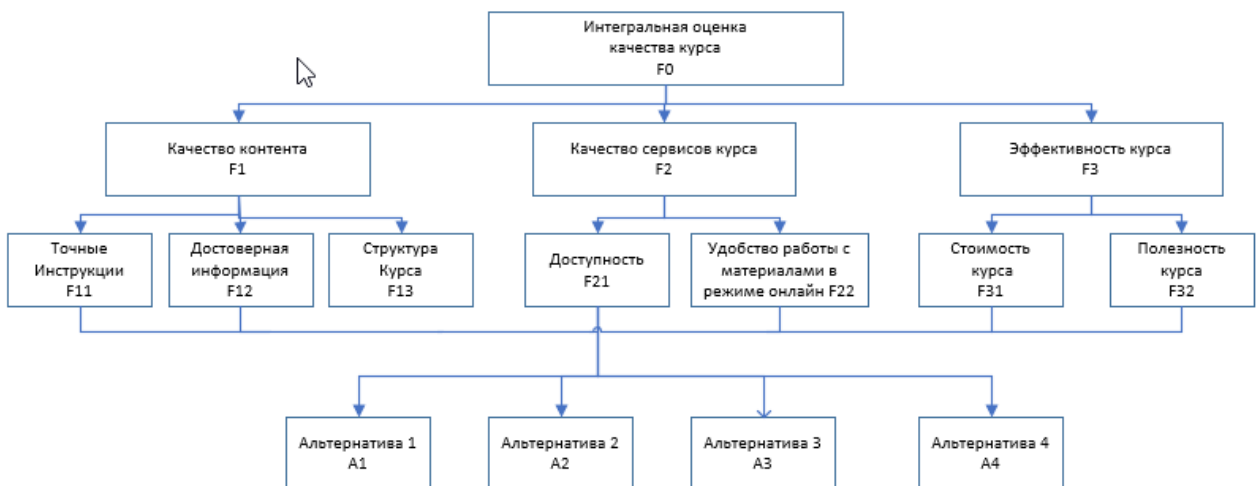 Интегральная оценка
качества курса
F0
Качество контента
F1
Качество сервисов курса
F2
Эффективность курса
F3
Точные
Инструкции
F11
Достоверная
информация
F12
Структура
Курса
F13
Доступность
F21
Удобство работы с
материалами в
режиме онлайн F22
Стоимость
курса
F31
Полезность
курса
F32
Альтернатива 1
A1
Альтернатива 2
A2
Альтернатива 3
A3
Альтернатива 4
A4